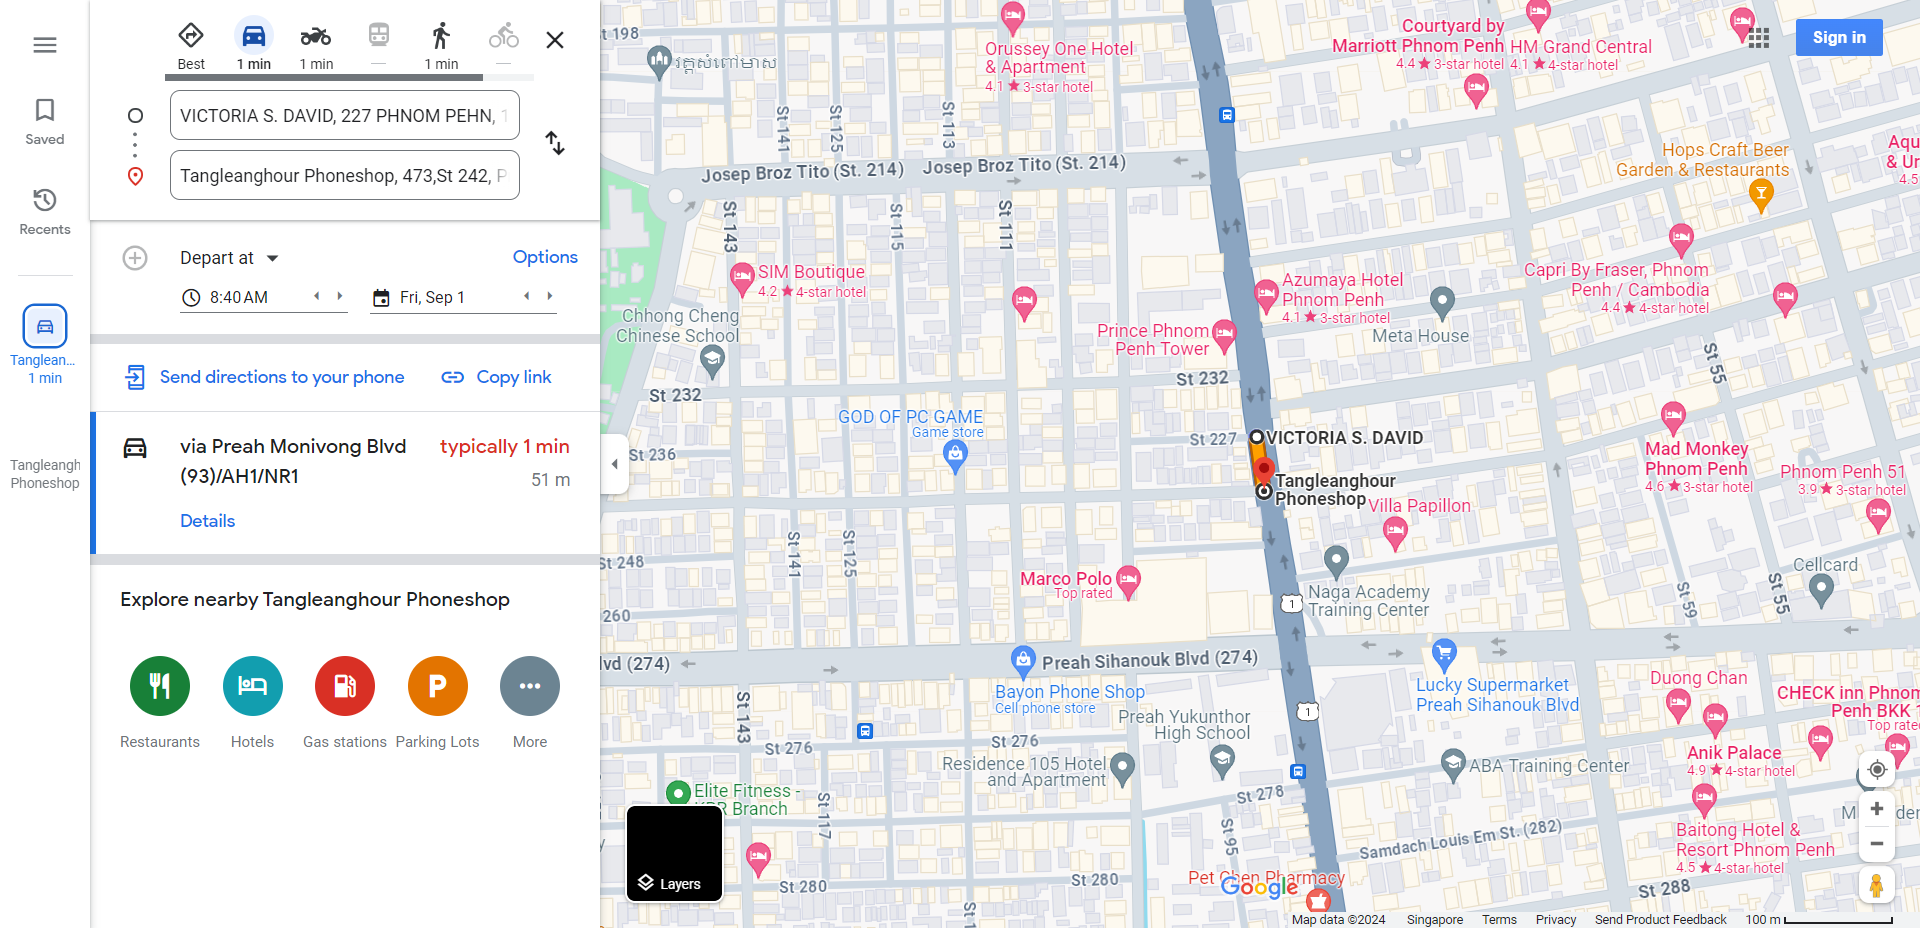 Best
1 min
1 min
—
1 min
—
VICTORIA S. DAVID, 227 PHNOM PEHN,
Tangleanghour Phoneshop, 473,St 242, P
Saved
Recents
Tanglean...
1 min
Tangleangh
Phoneshop
Depart at
Options
8:40 AM
Fri, Sep 1
Send directions to your phone
Copy link
via Preah Monivong Blvd
(93)/AH1/NR1
typically 1 min
51 m
Details
Explore nearby Tangleanghour Phoneshop
Restaurants
Hotels
Gas stations
P
Parking Lots
More
Sign in
St 198
វត្តសំពៅមាស
Orussey One Hotel
& Apartment
4.1 ★ 3-star hotel
Courtyard by
Marriott Phnom Penh
4.4 ★ 3-star hotel
HM Grand Central
4.1 ★ 4-star hotel
St 141
St 125
St 113
Josep Broz Tito (St. 214)
Josep Broz Tito (St. 214)
Hops Craft Beer
Garden & Restaurants
Aqu
& Ur
4.5
St 143
St 115
St 111
SIM Boutique
4.2 ★ 4-star hotel
Azumaya Hotel
Phnom Penh
4.1 ★ 3-star hotel
Capri By Fraser, Phnom
Penh / Cambodia
4.4 ★ 4-star hotel
Chhong Cheng
Chinese School
Prince Phnom
Penh Tower
Meta House
St 55
St 232
St 232
GOD OF PC GAME
Game store
St 227
VICTORIA S. DAVID
St 236
Mad Monkey
Phnom Penh
4.6 ★ 3-star hotel
Phnom Penh 51
3.9 ★ 3-star hotel
Tangleanghour
Phoneshop
Villa Papillon
St 141
St 125
St 248
Marco Polo
Top rated
Naga Academy
Training Center
1
Cellcard
St 59
St 55
260
lvd (274)
Preah Sihanouk Blvd (274)
Bayon Phone Shop
Cell phone store
Lucky Supermarket
Preah Sihanouk Blvd
Duong Chan
CHECK inn Phnom
Penh BKK 1
Top rated
St 143
1
Preah Yukunthor
High School
St 276
St 276
Anik Palace
4.9 ★ 4-star hotel
Residence 105 Hotel
and Apartment
ABA Training Center
Elite Fitness -
St 117
St 278
St 95
Samdach Louis Em St. (282)
Baitong Hotel &
Resort Phnom Penh
4.5 ★ 4-star hotel
Layers
St 280
St 280
Pet Chen Pharmacy
St 288
Google
Map data ©2024
Singapore
Terms
Privacy
Send Product Feedback
100 m